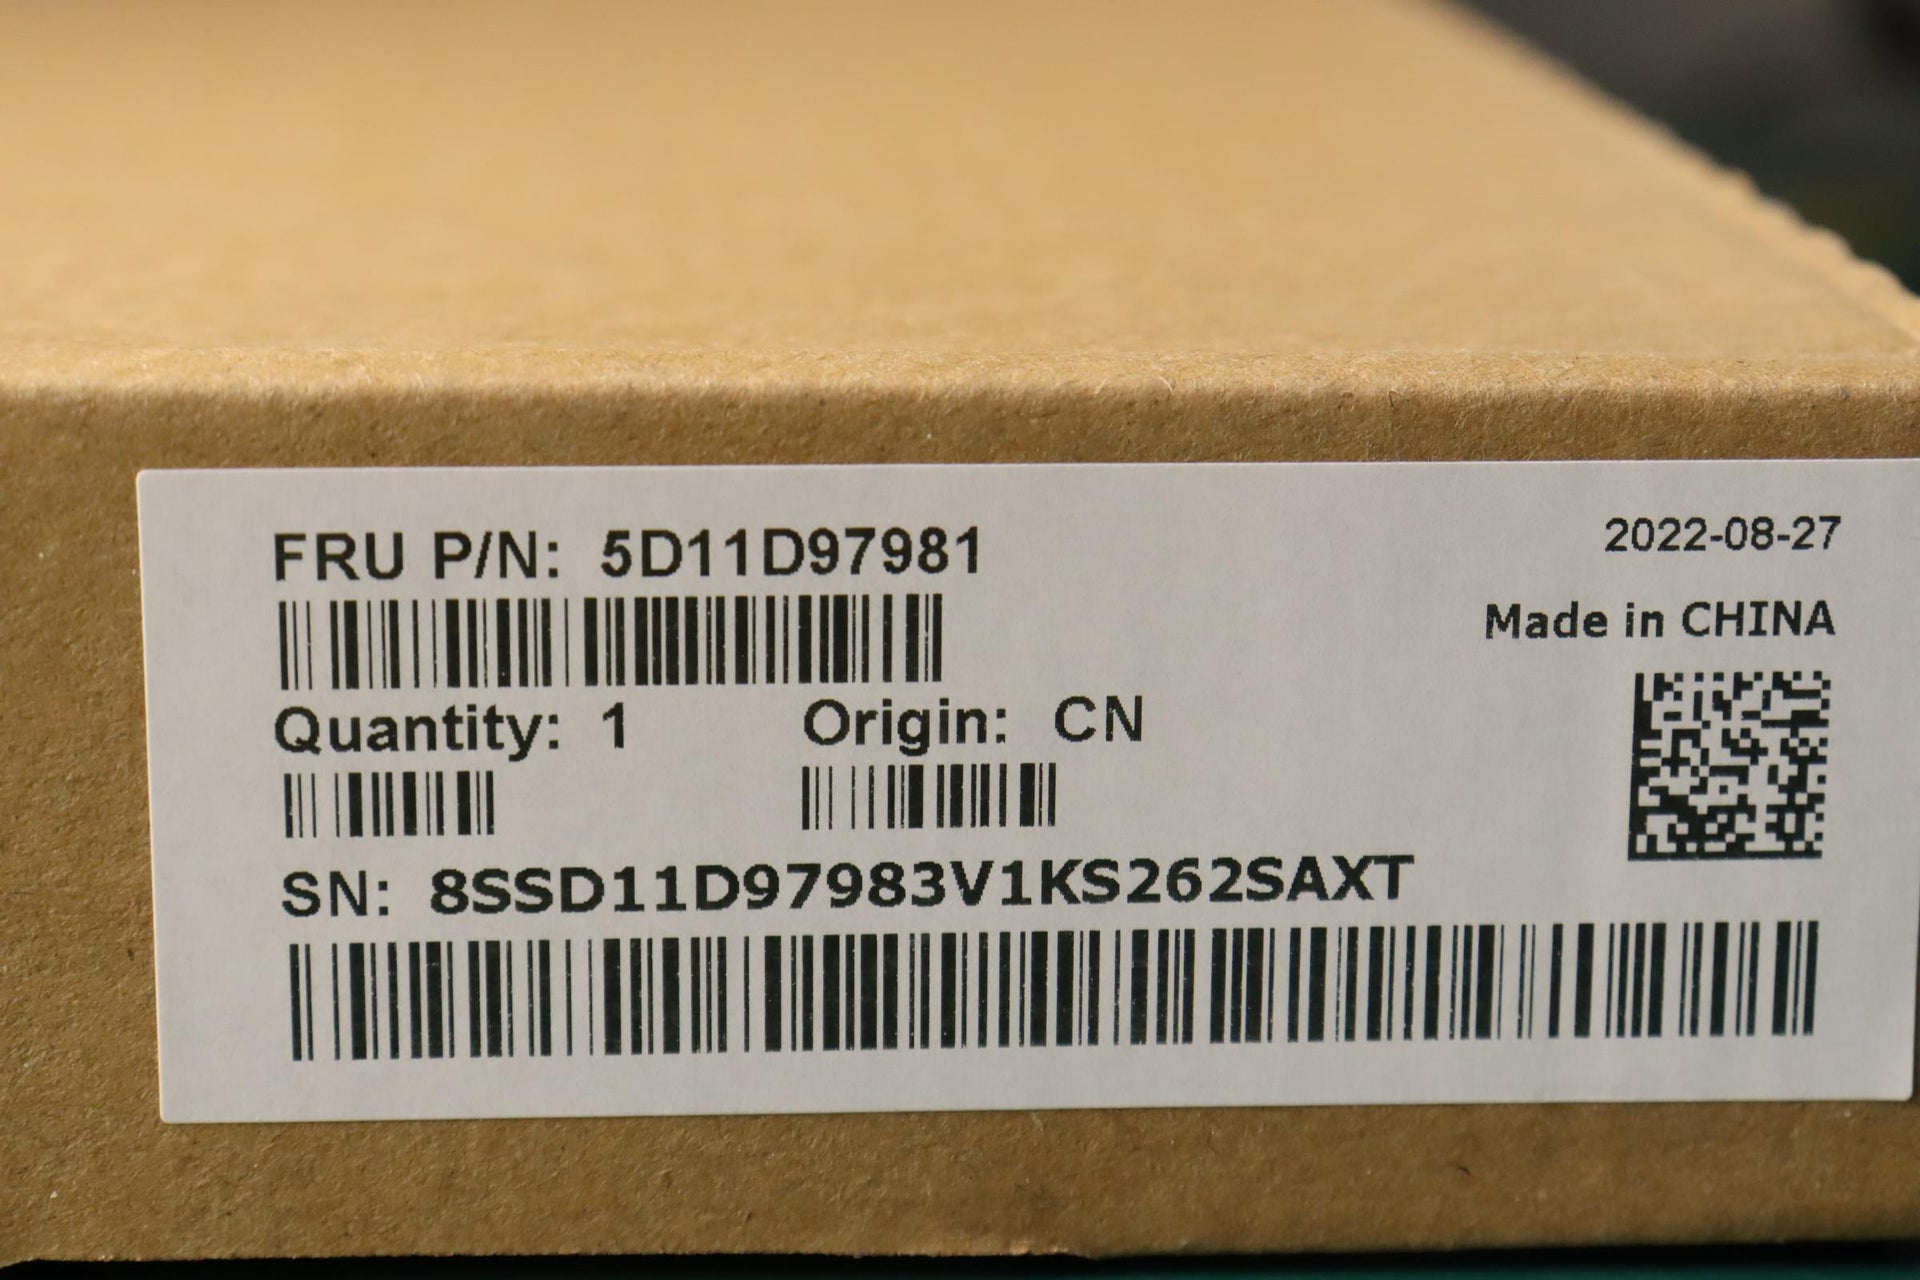 FRU P/N: 5D11D97981
2022-08-27
Made in CHINA
Quantity: 1
Origin: CN
SN: 8SSD11D97983V1KS262SAXT